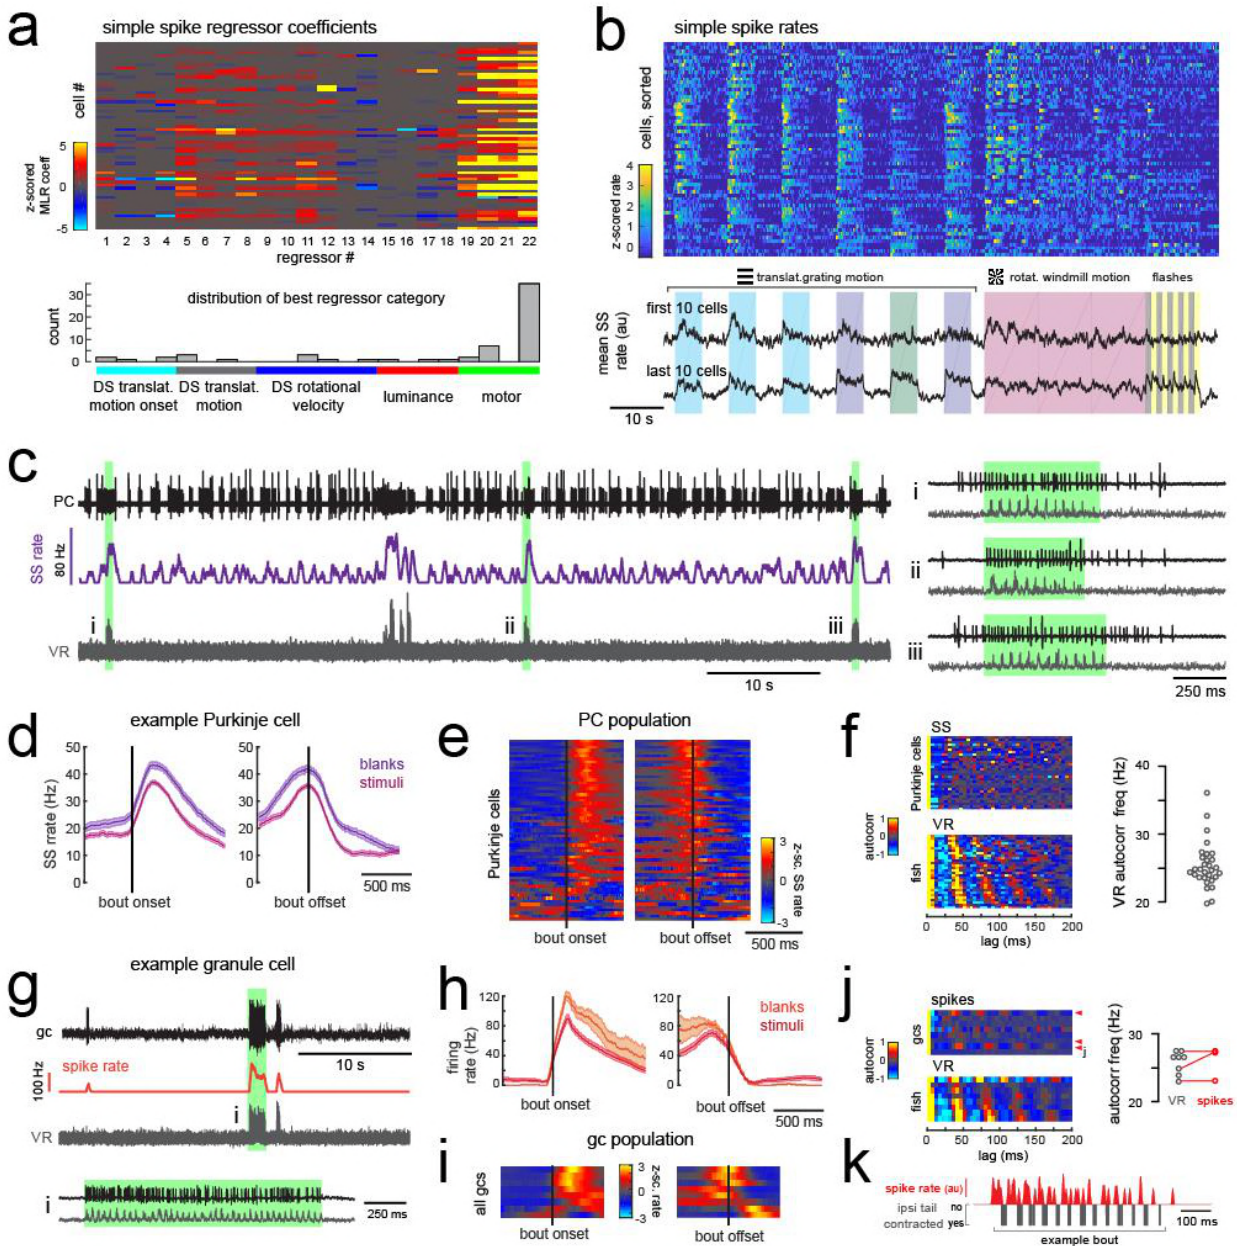 a
simple spike regressor coefficients
cell #
z-scored
MLR coeff
5
0
-5
1 2 3 4 5 6 7 8 9 10 11 12 13 14 15 16 17 18 19 20 21 22
regressor #
distribution of best regressor category
count
30
20
10
0
DS translat.
motion onset
DS translat.
motion
DS rotational
velocity
luminance
motor
b
simple spike rates
cells, sorted
z-scored rate
4
3
2
1
0
translat.grating motion
rotat. windmill motion
flashes
first 10 cells
last 10 cells
mean SS
rate (au)
10 s
c
PC
SS rate
80 Hz
VR
i
ii
iii
10 s
i
ii
iii
250 ms
d
example Purkinje cell
SS rrate (Hz)
50
40
30
20
10
0
bout onset
50
40
30
20
10
0
bout offset
blanks
stimuli
500 ms
e
PC population
Purkinje cells
bout onset
bout offset
3
0
-3
z-sc. SS rate
500 ms
f
SS
Purkinje cells
autocorr
1
0
-1
VR
fish
0 50 100 150 200
lag (ms)
VR autocorr freq (Hz)
40
30
20
g
example granule cell
gc
10 s
spike rate
100 Hz
VR
i
i
250 ms
h
firing
rate (Hz)
120
80
40
0
bout onset
120
80
40
0
bout offset
blanks
stimuli
500 ms
i
gc population
all gcs
bout onset
3
0
-3
z-sc. rate
bout offset
j
spikes
gcs
j
autocorr
1
0
-1
VR
fish
0 50 100 150 200
lag (ms)
autocorr freq (Hz)
30
20
VR
spikes
k
spike rate (au)
ipsi tail no
contracted yes
100 ms
example bout